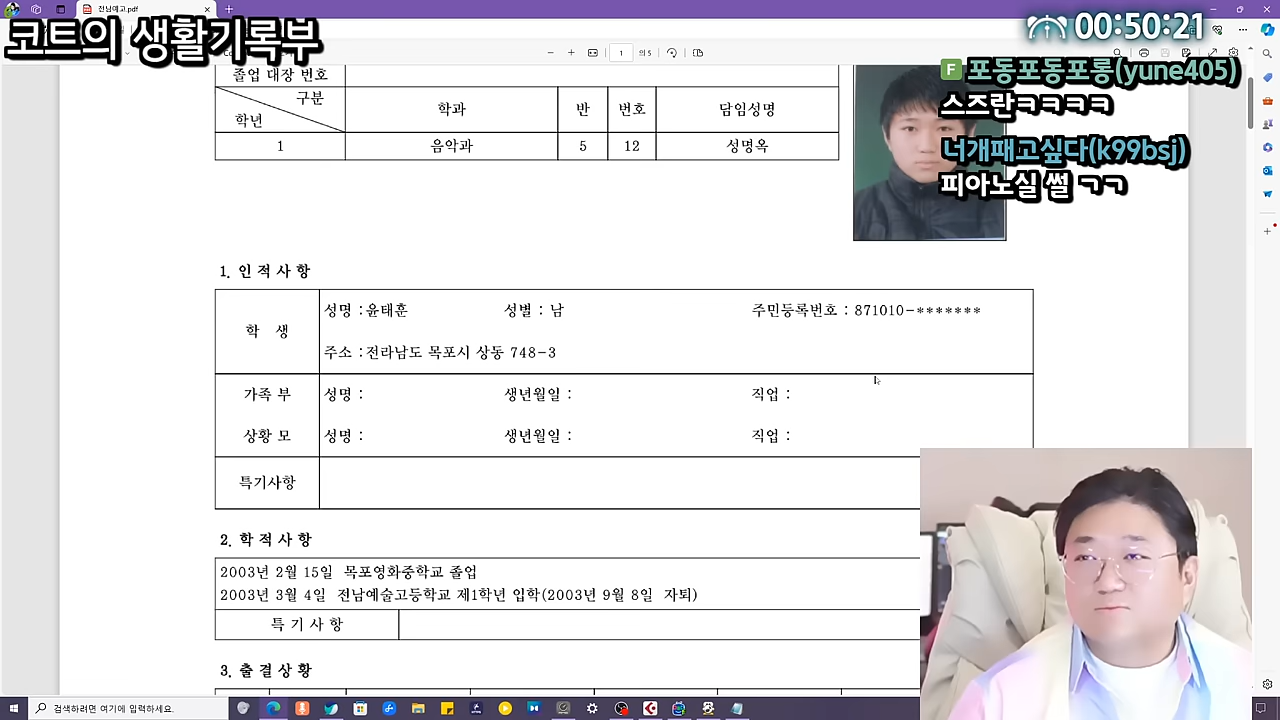 전남예고.pdf
코트의 생활기록부
00:50:21
1 의 5
포동포동포롱(yune405)
스즈란ㅋㅋㅋㅋ
너개패고싶다(k99bsj)
피아노실 썰 ㄱㄱ
졸업 대장 번호
구분
학년
학과 반 번호 담임성명
1 음악과 5 12 성명옥
1. 인적사항
학 생
성명 :윤태훈 성별 : 남 주민등록번호 : 871010-*******
주소 :전라남도 목포시 상동 748-3
가족 부 성명 : 생년월일 : 직업 :
상황 모 성명 : 생년월일 : 직업 :
특기사항
2. 학적사항
2003년 2월 15일 목포영화중학교 졸업
2003년 3월 4일 전남예술고등학교 제1학년 입학(2003년 9월 8일 자퇴)
특기사항
3. 출결상황
검색하려면 여기에 입력하세요.